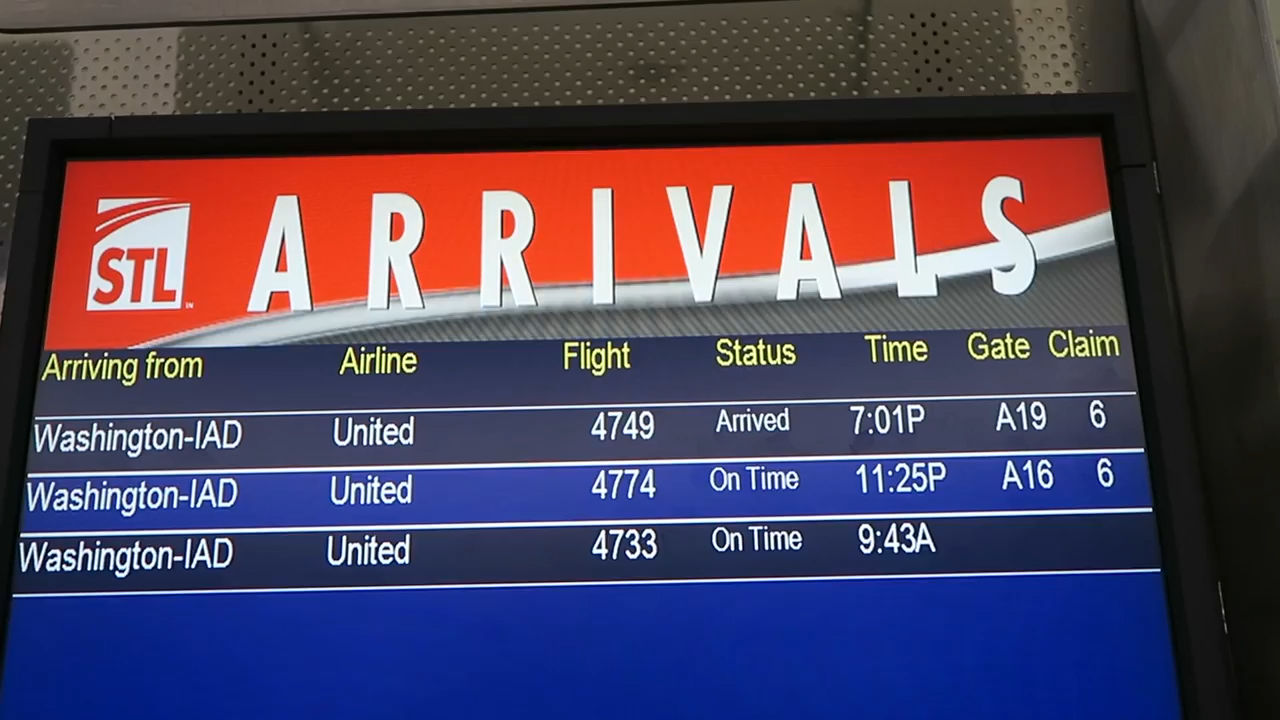 STL ARRIVALS
Arriving from Airline Flight Status Time Gate Claim
Washington-IAD United 4749 Arrived 7:01P A19 6
Washington-IAD United 4774 On Time 11:25P A16 6
Washington-IAD United 4733 On Time 9:43A